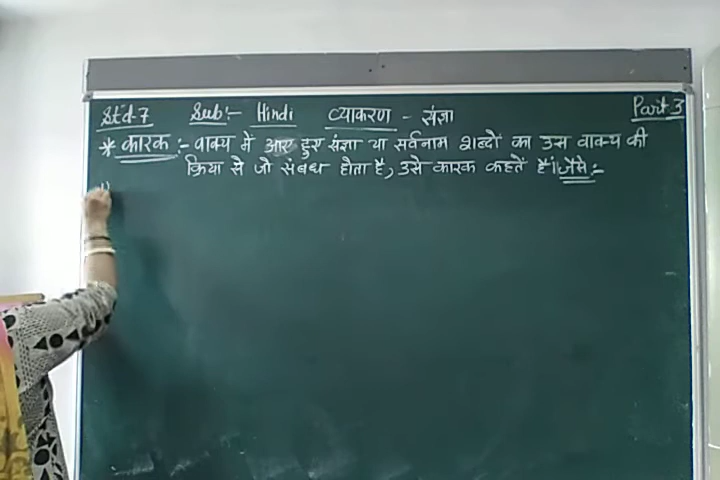 Std-7 Sub:- Hindi व्याकरण - संज्ञा Part 3
* कारक :- वाक्य में आए हुए संज्ञा या सर्वनाम शब्दों का उस वाक्य की
क्रिया से जो संबंध होता है, उसे कारक कहतें हैं। जैसे :-